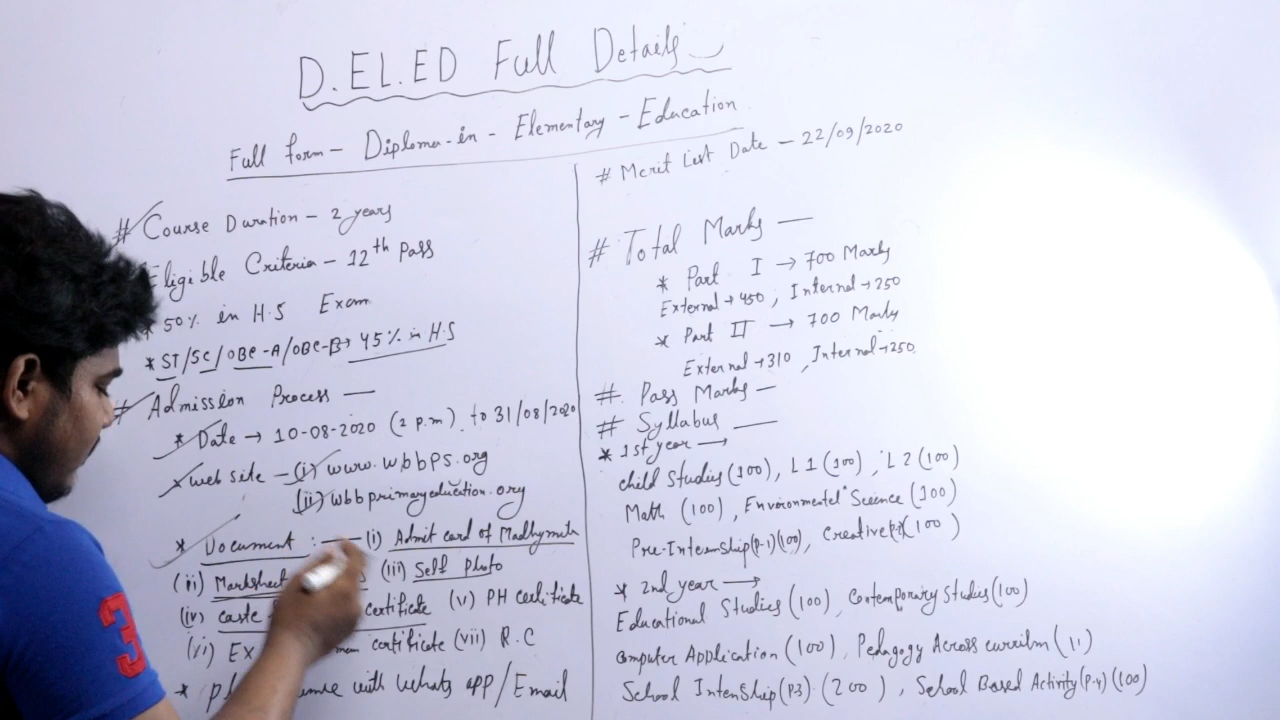 D.EL.ED Full Details
Full form - Diploma-in - Elementary - Education
# Course Duration - 2 years
Eligible Criteria - 12th Pass
* 50% in H.S Exam
* ST/SC/OBC-A/OBC-B→ 45% in H.S
# Admission Process —
* Date → 10-08-2020 (2 p.m) to 31/08/2020
* web site - (i) www.wbbps.org
(ii) wbbprimaryeducation.org
* Document : — (i) Admit card of Madhymik
(ii) Marksheet (iii) Self Photo
(iv) caste certificate (v) PH certificate
(vi) Ex certificate (vii) R.C
* with whats app/Email
# Merit List Date - 22/09/2020
# Total Marks —
* Part I → 700 Marks
External → 450, Internal → 250
* Part II → 700 Marks
External → 310, Internal → 250
# Pass Marks -
# Syllabus —
* 1st year →
child Studies (100), L1 (100), L2 (100)
Math (100), Environmental Science (100)
Pre-Internship(P-1)(100), Creative (100)
* 2nd year →
Educational Studies (100), Contemporary Studies (100)
omputer Application (100), Pedagogy Across (11)
School Intenship (P3) (200), School Based Activity (P-4) (100)
3